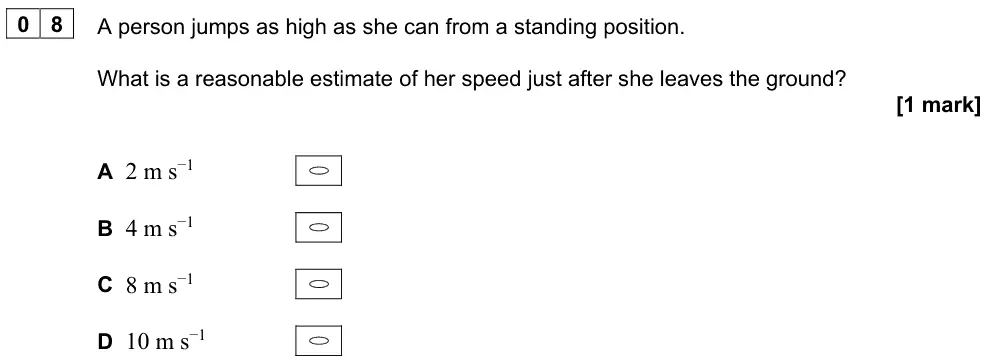 0 8 A person jumps as high as she can from a standing position.
What is a reasonable estimate of her speed just after she leaves the ground?
[1 mark]
A 2 m s⁻¹
B 4 m s⁻¹
C 8 m s⁻¹
D 10 m s⁻¹